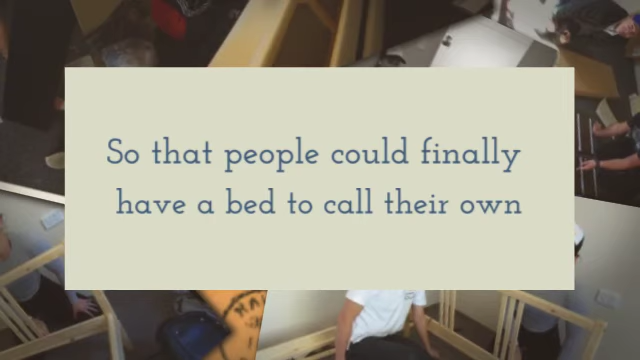 So that people could finally
have a bed to call their own